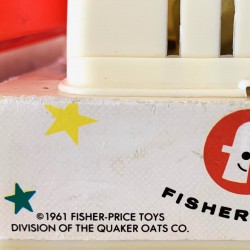 ©1961 FISHER-PRICE TOYS
DIVISION OF THE QUAKER OATS CO.
FISHER